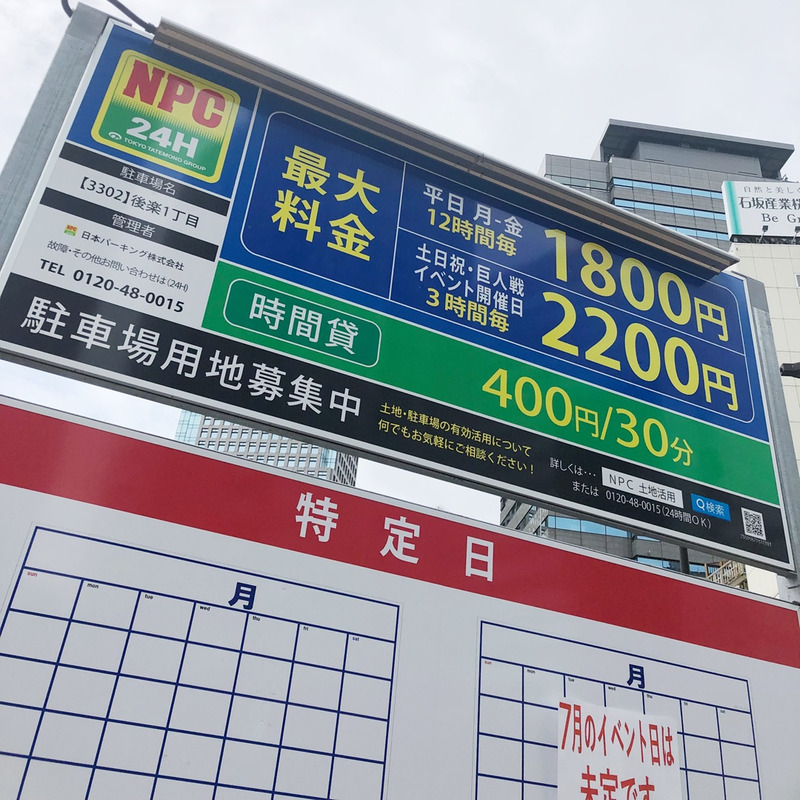 NPC
24H
TOKYO TATEMONO GROUP
駐車場名
【3302】後楽1丁目
管理者
日本パーキング株式会社
故障・その他お問い合わせは(24H)
TEL 0120-48-0015
最大
料金
平日 月-金
12時間毎
1800円
土日祝・巨人戦
イベント開催日
3時間毎
2200円
時間貸
400円/30分
駐車場用地募集中
土地・駐車場の有効活用について
何でもお気軽にご相談ください！
詳しくは…
NPC 土地活用
検索
または
0120-48-0015(24時間OK)
石坂産業
Be G
特定日
月
sun mon tue wed thu fri sat
月
7月のイベント日は
未定です